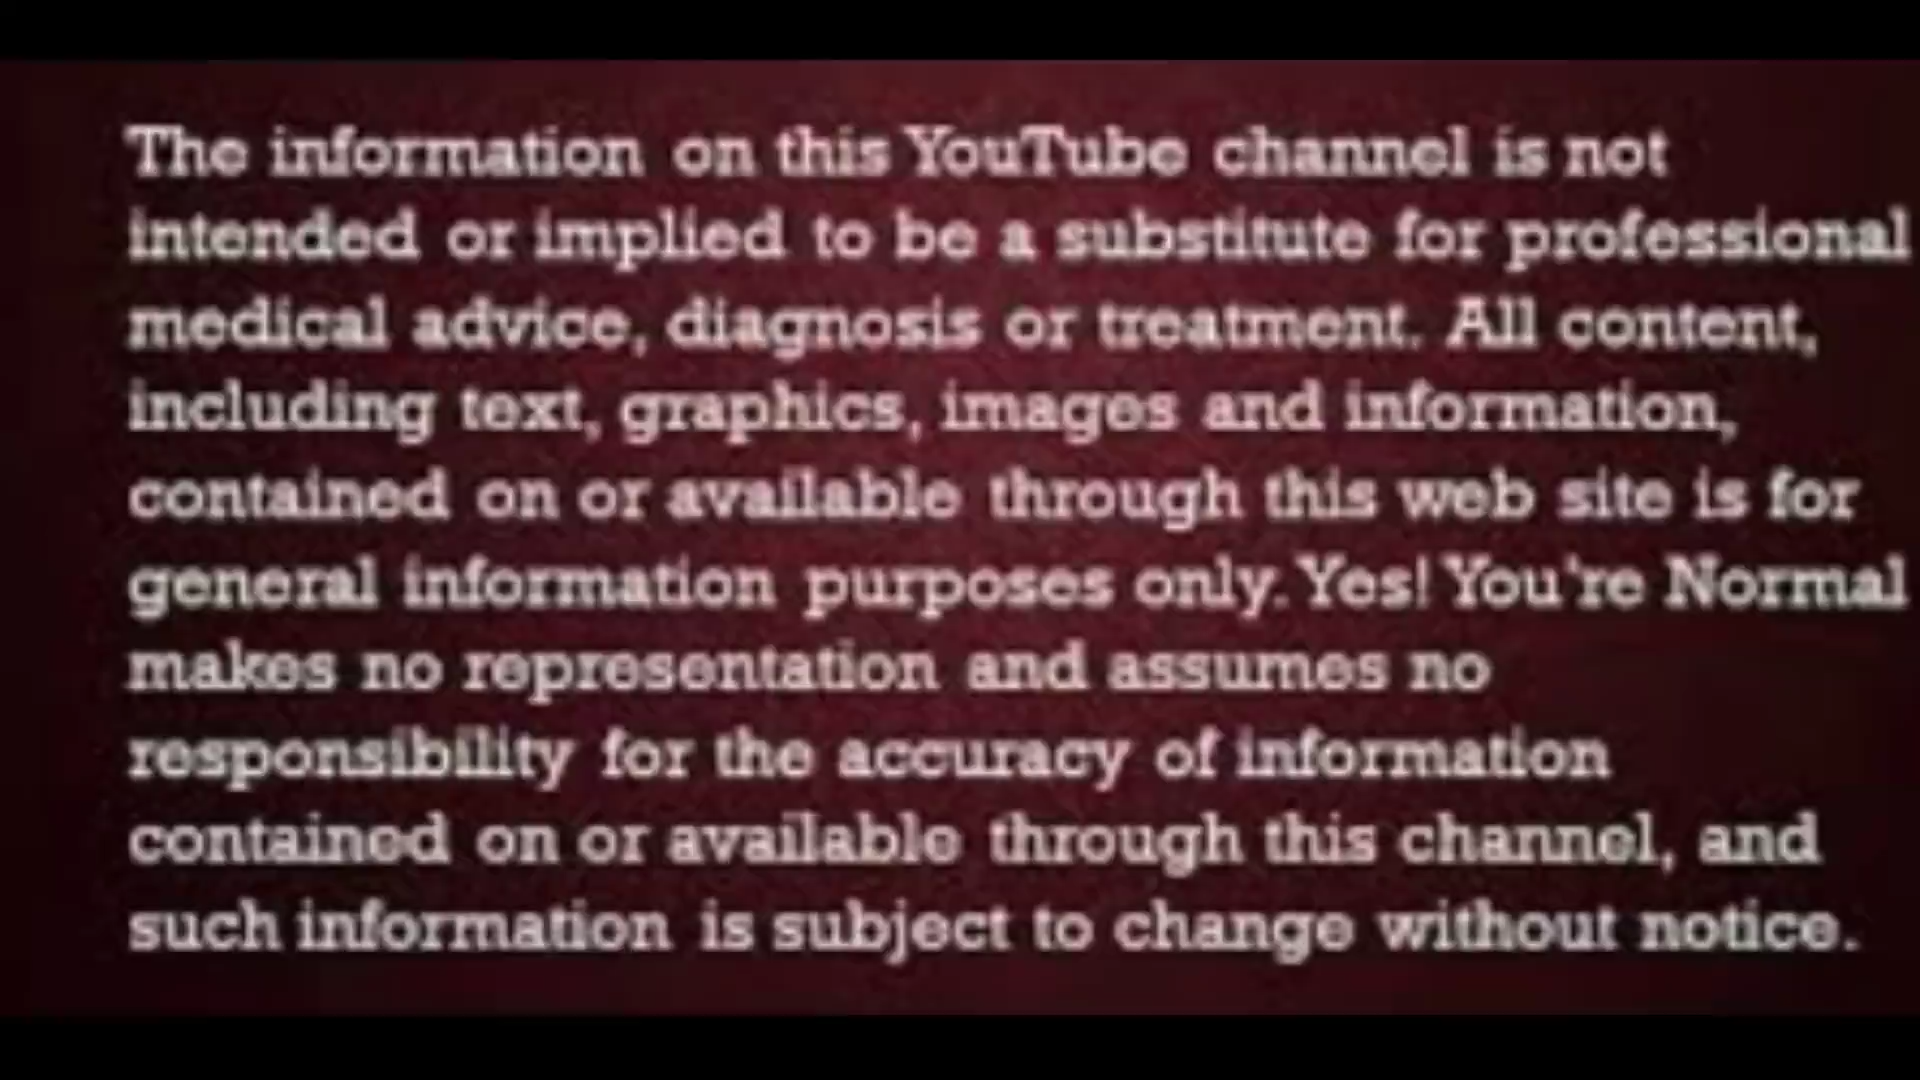 The information on this YouTube channel is not
intended or implied to be a substitute for professional
medical advice, diagnosis or treatment. All content,
including text, graphics, images and information,
contained on or available through this web site is for
general information purposes only. Yes! You're Normal
makes no representation and assumes no
responsibility for the accuracy of information
contained on or available through this channel, and
such information is subject to change without notice.